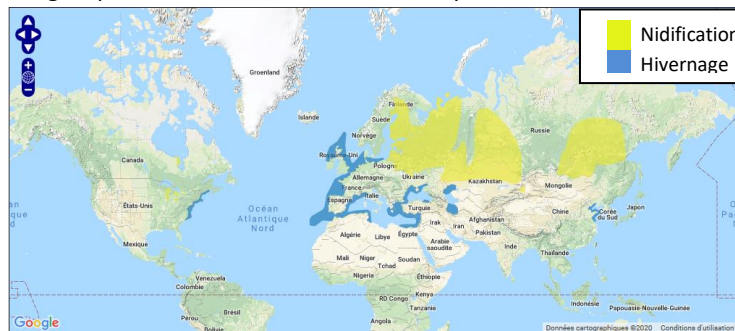 Nidification
Hivernage
Groenland
Islande
Finlande
Suède
Norvège
Russie
Royaume-Uni
Pologne
Canada
Allemagne
Ukraine
France
Kazakhstan
Mongolie
Italie
Espagne
États-Unis
Océan
Atlantique
Nord
Turquie
Chine
Japon
Corée
du Sud
Irak
Iran
Afghanistan
Pakistan
Algérie
Libye
Égypte
Arabie
saoudite
Inde
Mexique
Mali
Niger
Tchad
Soudan
Thaïlande
Nigeria
Éthiopie
Venezuela
Colombie
RD Congo
Kenya
Tanzanie
Indonésie
Papouasie-Nouvelle-Guinée
Pérou
Brésil
Angola
Google
Données cartographiques ©2020 Conditions d'utilisation